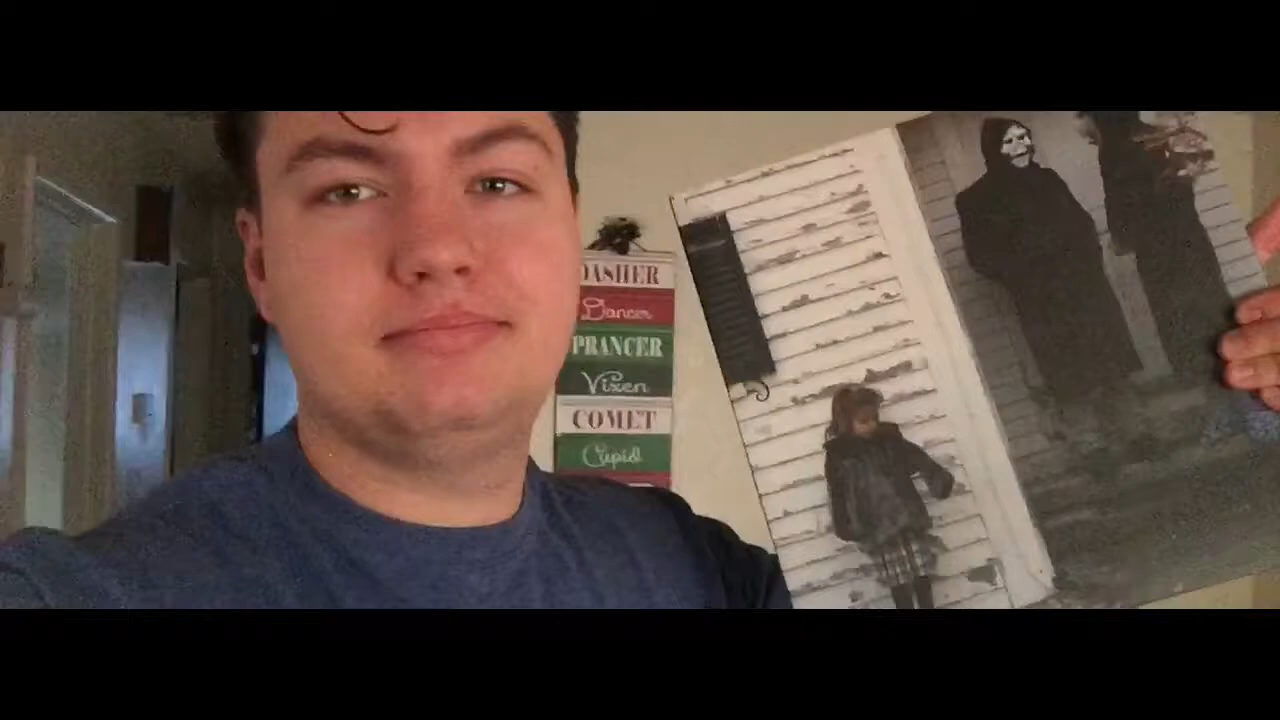 DASHER
Dancer
PRANCER
Vixen
COMET
Cupid